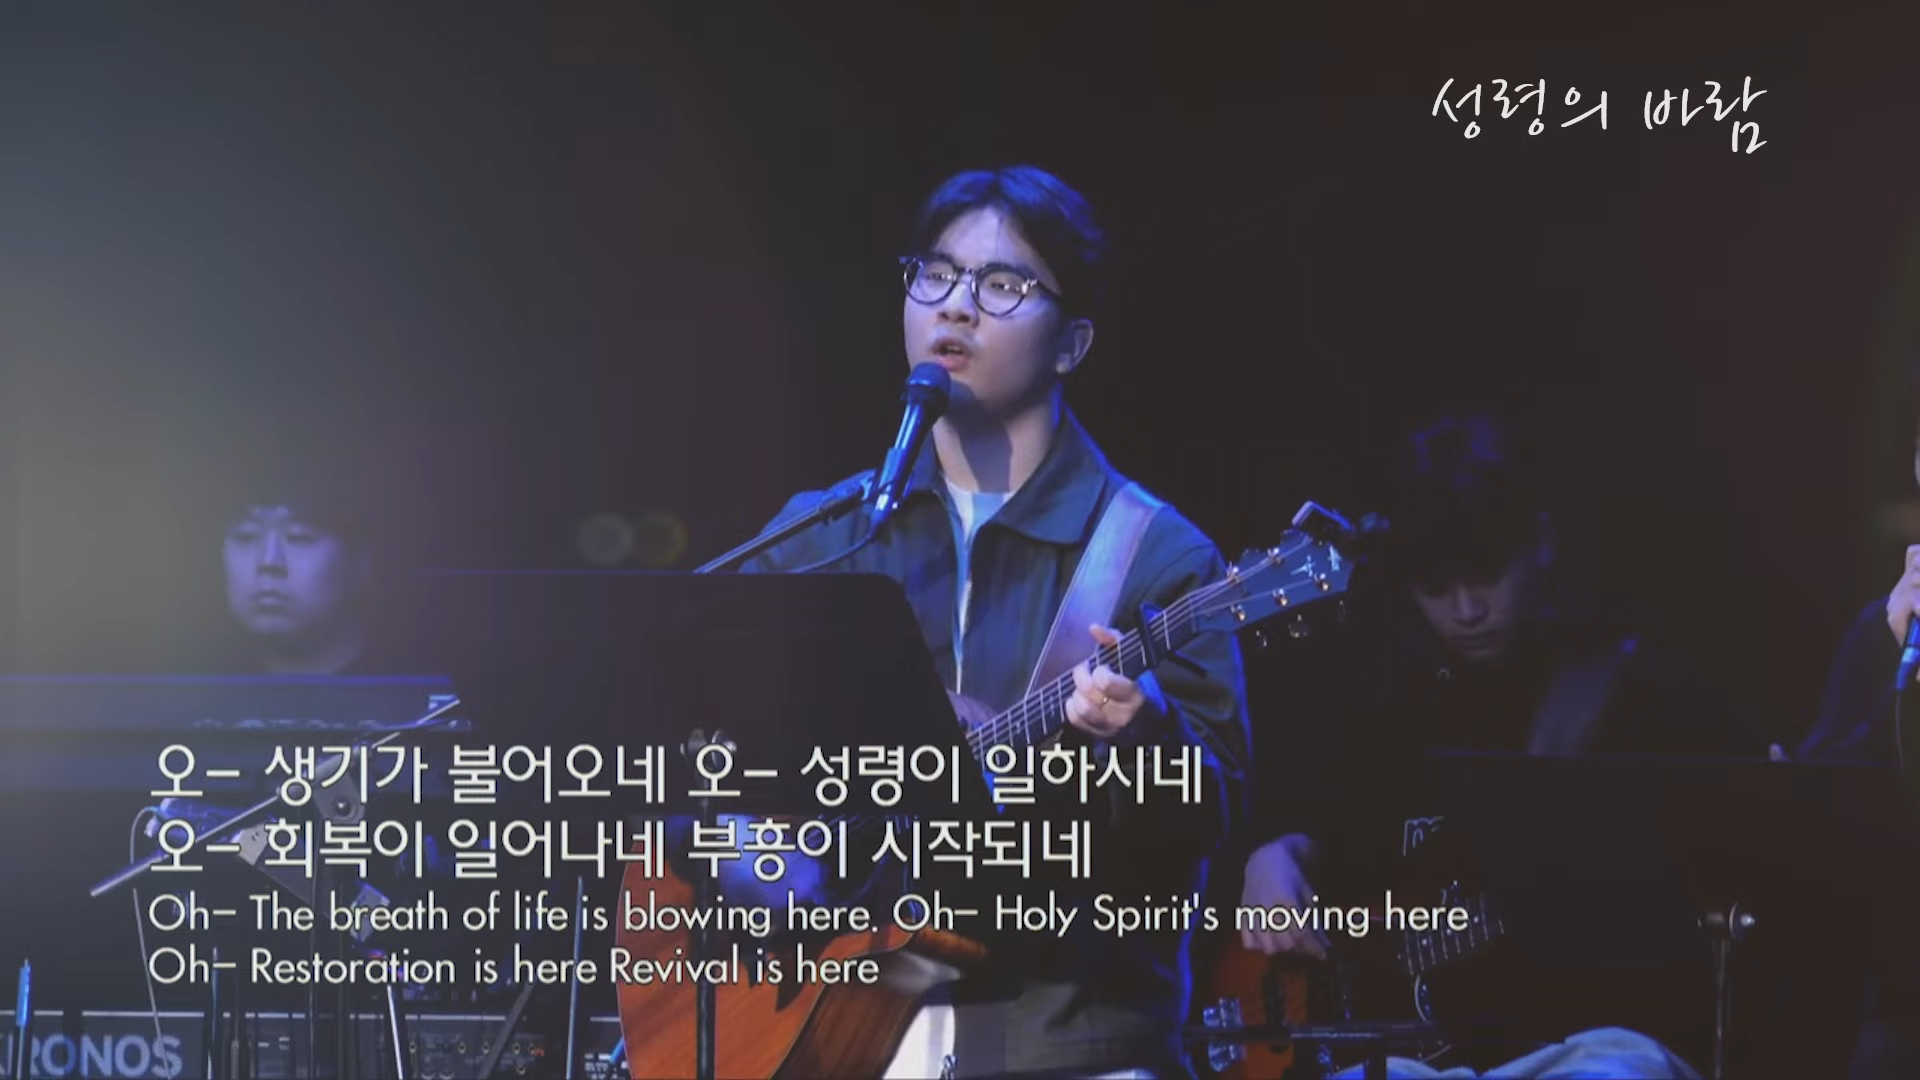 성령의 바람
오- 생기가 불어오네 오- 성령이 일하시네
오- 회복이 일어나네 부흥이 시작되네
Oh- The breath of life is blowing here. Oh- Holy Spirit's moving here
Oh- Restoration is here Revival is here
KRONOS